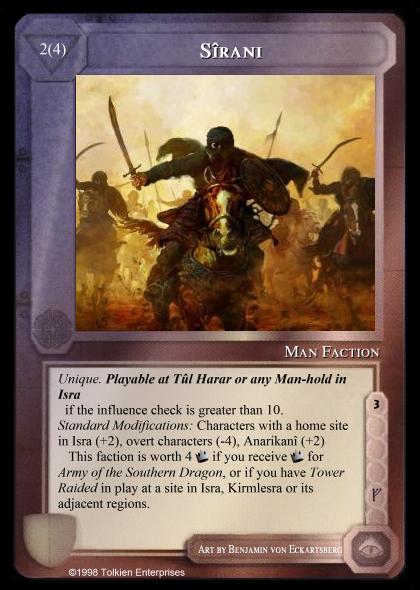 2(4)
SÎRANI
MAN FACTION
Unique. Playable at Tûl Harar or any Man-hold in
Isra
if the influence check is greater than 10.
Standard Modifications: Characters with a home site
in Isra (+2), overt characters (-4), Anarikanî (+2)
This faction is worth 4 if you receive for
Army of the Southern Dragon, or if you have Tower
Raided in play at a site in Isra, Kirmlesra or its
adjacent regions.
3
ART BY BENJAMIN VON ECKARTSBERG
©1998 Tolkien Enterprises